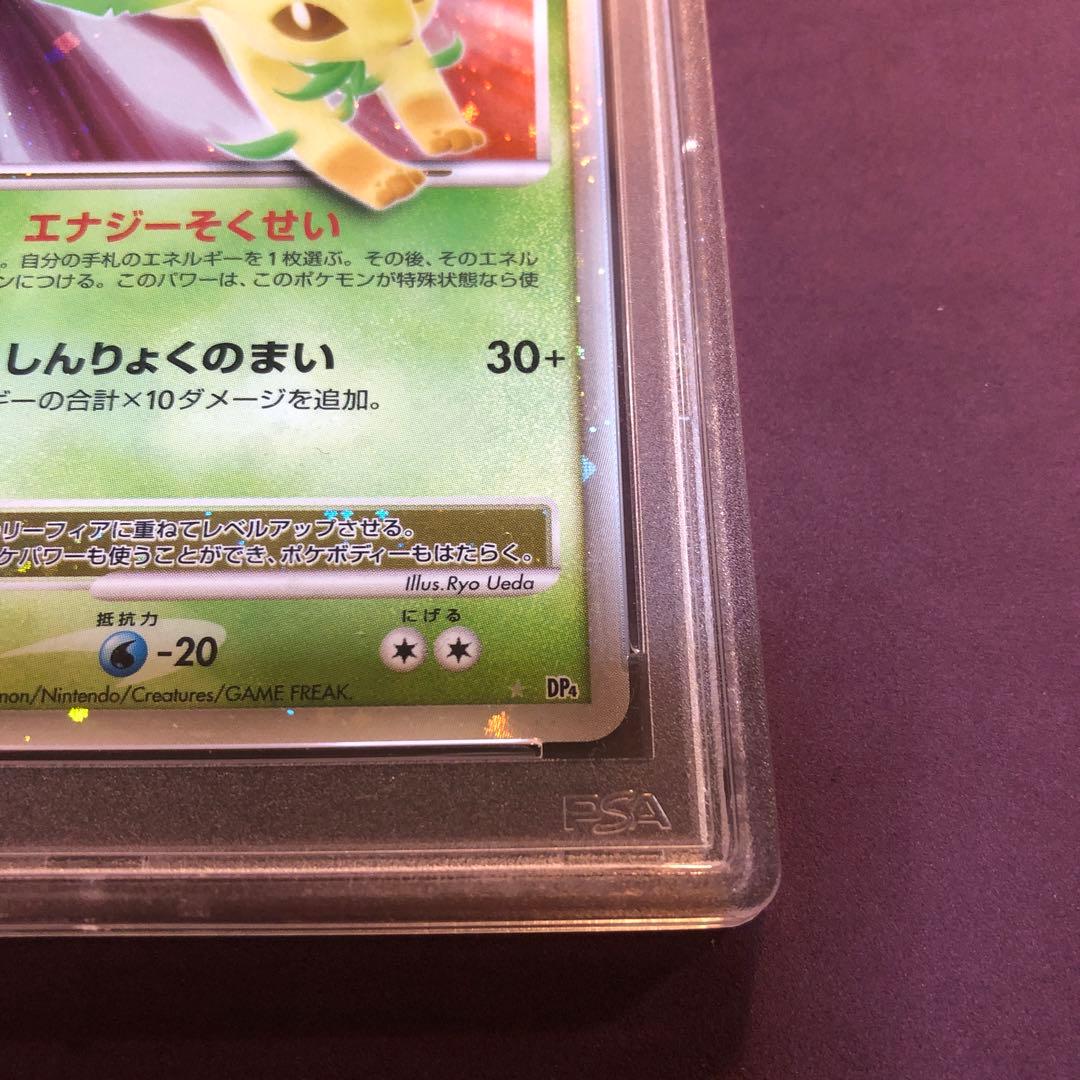 エナジーそくせい
。自分の手札のエネルギーを1枚選ぶ。その後、そのエネル
ンにつける。このパワーは、このポケモンが特殊状態なら使
しんりょくのまい 30+
ギーの合計×10ダメージを追加。
リーフィアに重ねてレベルアップさせる。
ケパワーも使うことができ、ポケボディーもはたらく。
Illus.Ryo Ueda
抵抗力 にげる
-20
mon/Nintendo/Creatures/GAME FREAK.
★ DP4
PSA